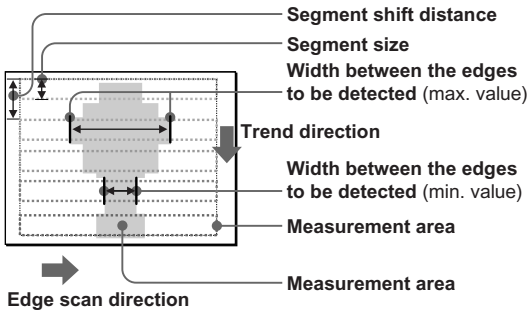 Segment shift distance
Segment size
Width between the edges
to be detected (max. value)
Trend direction
Width between the edges
to be detected (min. value)
Measurement area
Measurement area
Edge scan direction